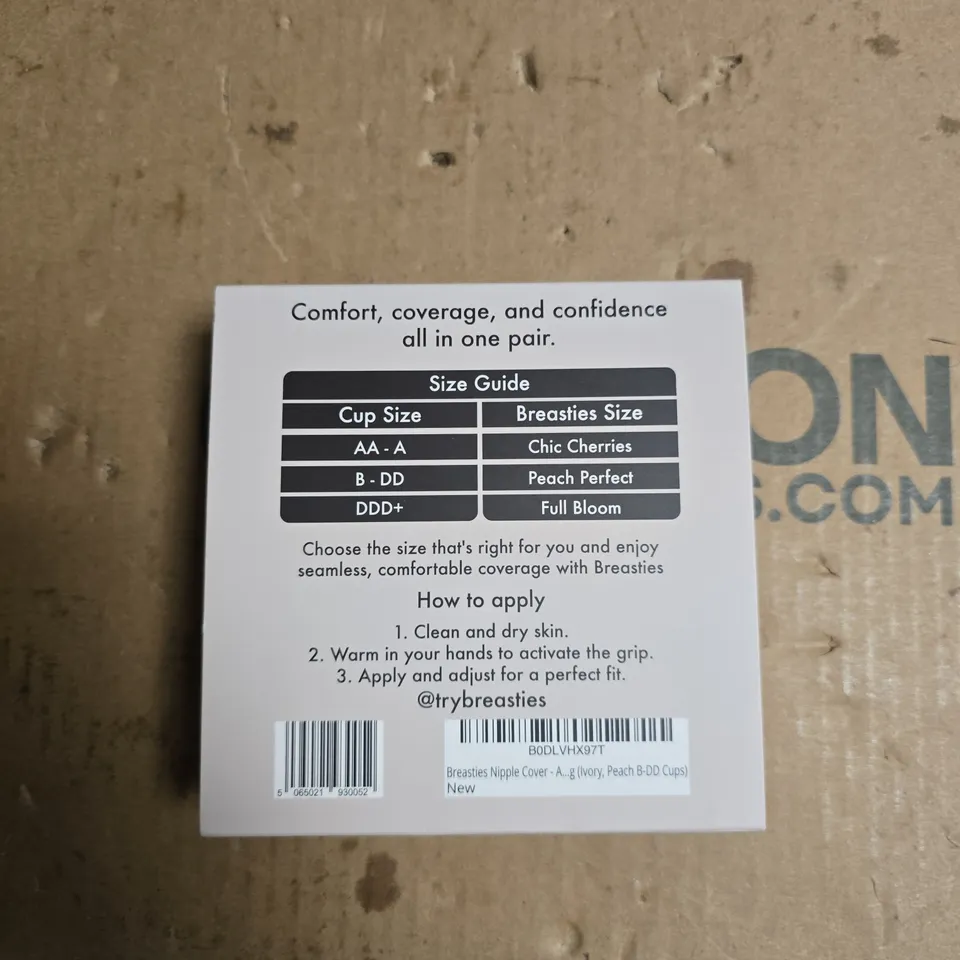 Comfort, coverage, and confidence
all in one pair.
Size Guide
Cup Size Breasties Size
AA - A Chic Cherries
B - DD Peach Perfect
DDD+ Full Bloom
Choose the size that's right for you and enjoy
seamless, comfortable coverage with Breasties
How to apply
1. Clean and dry skin.
2. Warm in your hands to activate the grip.
3. Apply and adjust for a perfect fit.
@trybreasties
5 065021 930052
B0DLVHX97T
Breasties Nipple Cover - A...g (Ivory, Peach B-DD Cups)
New
ON
S.COM